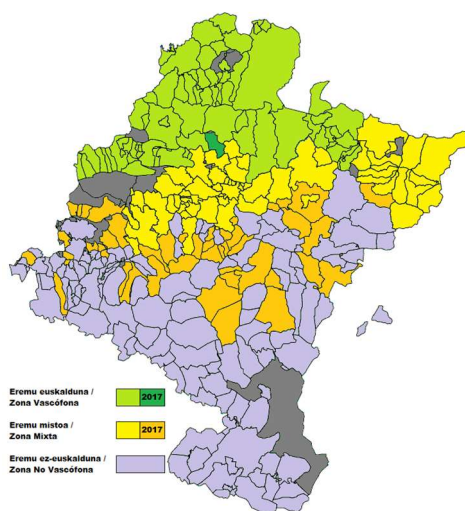 Eremu euskalduna /
Zona Vascófona
2017
Eremu mistoa /
Zona Mixta
2017
Eremu ez-euskalduna /
Zona No Vascófona